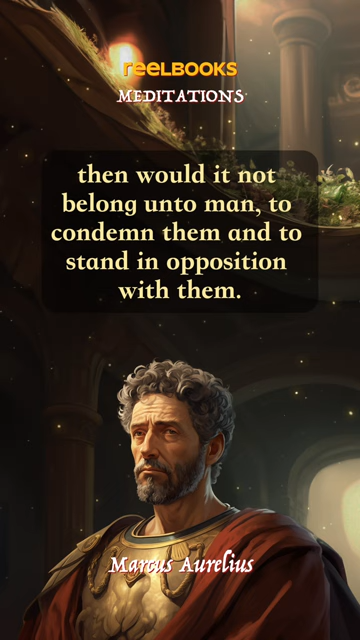 reelBOOKS
MEDITATIONS
then would it not
belong unto man, to
condemn them and to
stand in opposition
with them.
Marcus Aurelius